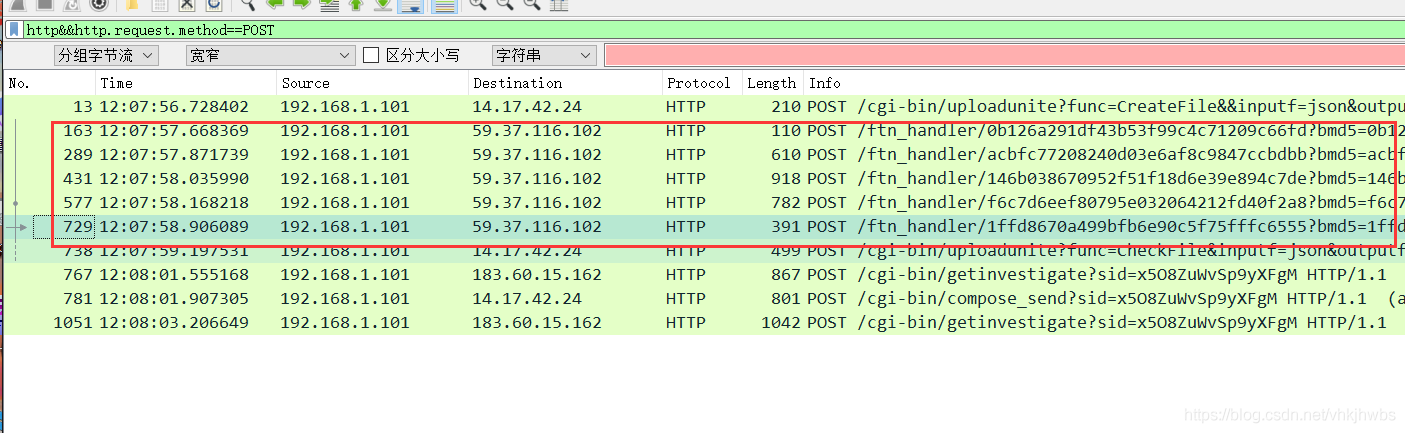 http&&http.request.method==POST
分组字节流 宽窄 区分大小写 字符串
No. Time Source Destination Protocol Length Info
13 12:07:56.728402 192.168.1.101 14.17.42.24 HTTP 210 POST /cgi-bin/uploadunite?func=CreateFile&&inputf=json&outpu
163 12:07:57.668369 192.168.1.101 59.37.116.102 HTTP 110 POST /ftn_handler/0b126a291df43b53f99c4c71209c66fd?bmd5=0b12
289 12:07:57.871739 192.168.1.101 59.37.116.102 HTTP 610 POST /ftn_handler/acbfc77208240d03e6af8c9847ccbdbb?bmd5=acbf
431 12:07:58.035990 192.168.1.101 59.37.116.102 HTTP 918 POST /ftn_handler/146b038670952f51f18d6e39e894c7de?bmd5=146b
577 12:07:58.168218 192.168.1.101 59.37.116.102 HTTP 782 POST /ftn_handler/f6c7d6eef80795e032064212fd40f2a8?bmd5=f6c7
729 12:07:58.906089 192.168.1.101 59.37.116.102 HTTP 391 POST /ftn_handler/1ffd8670a499bfb6e90c5f75fffc6555?bmd5=1ffd
738 12:07:59.197531 192.168.1.101 14.17.42.24 HTTP 499 POST /cgi-bin/uploadunite?func=CheckFile&inputf=json&outputf
767 12:08:01.555168 192.168.1.101 183.60.15.162 HTTP 867 POST /cgi-bin/getinvestigate?sid=x5O8ZuWvSp9yXFgM HTTP/1.1
781 12:08:01.907305 192.168.1.101 14.17.42.24 HTTP 801 POST /cgi-bin/compose_send?sid=x5O8ZuWvSp9yXFgM HTTP/1.1 (a
1051 12:08:03.206649 192.168.1.101 183.60.15.162 HTTP 1042 POST /cgi-bin/getinvestigate?sid=x5O8ZuWvSp9yXFgM HTTP/1.1
https://blog.csdn.net/vhkjhwbs